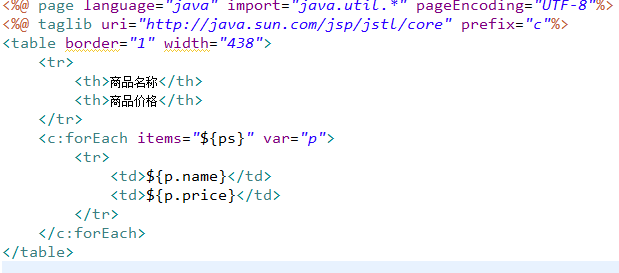 <%@ page language="java" import="java.util.*" pageEncoding="UTF-8"%>
<%@ taglib uri="http://java.sun.com/jsp/jstl/core" prefix="c"%>
<table border="1" width="438">
    <tr>
        <th>商品名称</th>
        <th>商品价格</th>
    </tr>
    <c:forEach items="${ps}" var="p">
        <tr>
            <td>${p.name}</td>
            <td>${p.price}</td>
        </tr>
    </c:forEach>
</table>